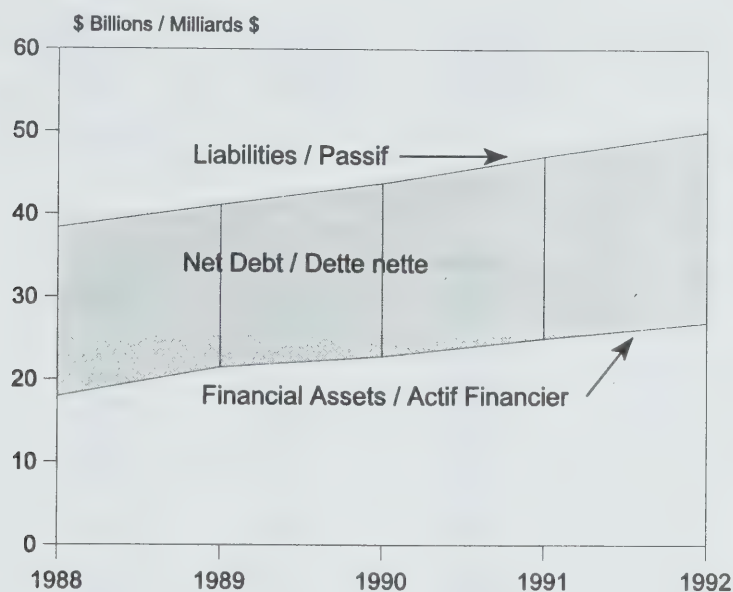 $ Billions / Milliards $
60
50
Liabilities / Passif
40
Net Debt / Dette nette
30
20
Financial Assets / Actif Financier
10
0
1988 1989 1990 1991 1992